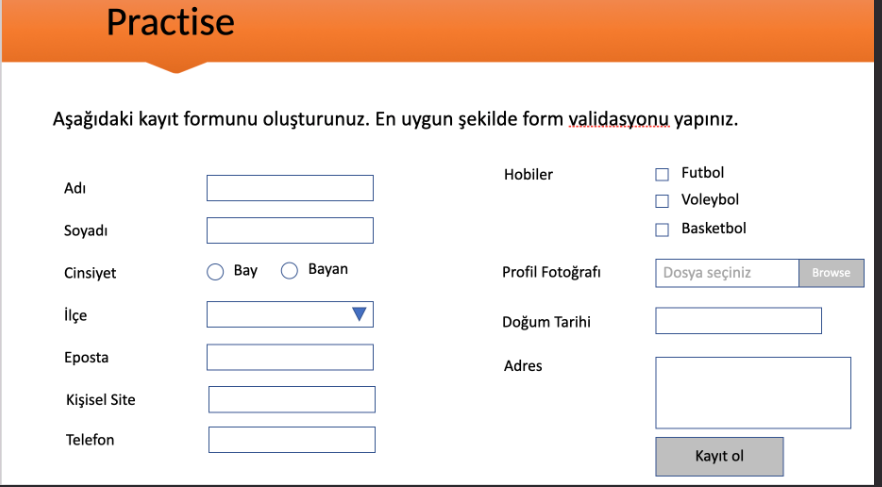 Practise
Aşağıdaki kayıt formunu oluşturunuz. En uygun şekilde form validasyonu yapınız.
Adı
Soyadı
Cinsiyet
Bay
Bayan
İlçe
Eposta
Kişisel Site
Telefon
Hobiler
Futbol
Voleybol
Basketbol
Profil Fotoğrafı
Dosya seçiniz
Browse
Doğum Tarihi
Adres
Kayıt ol